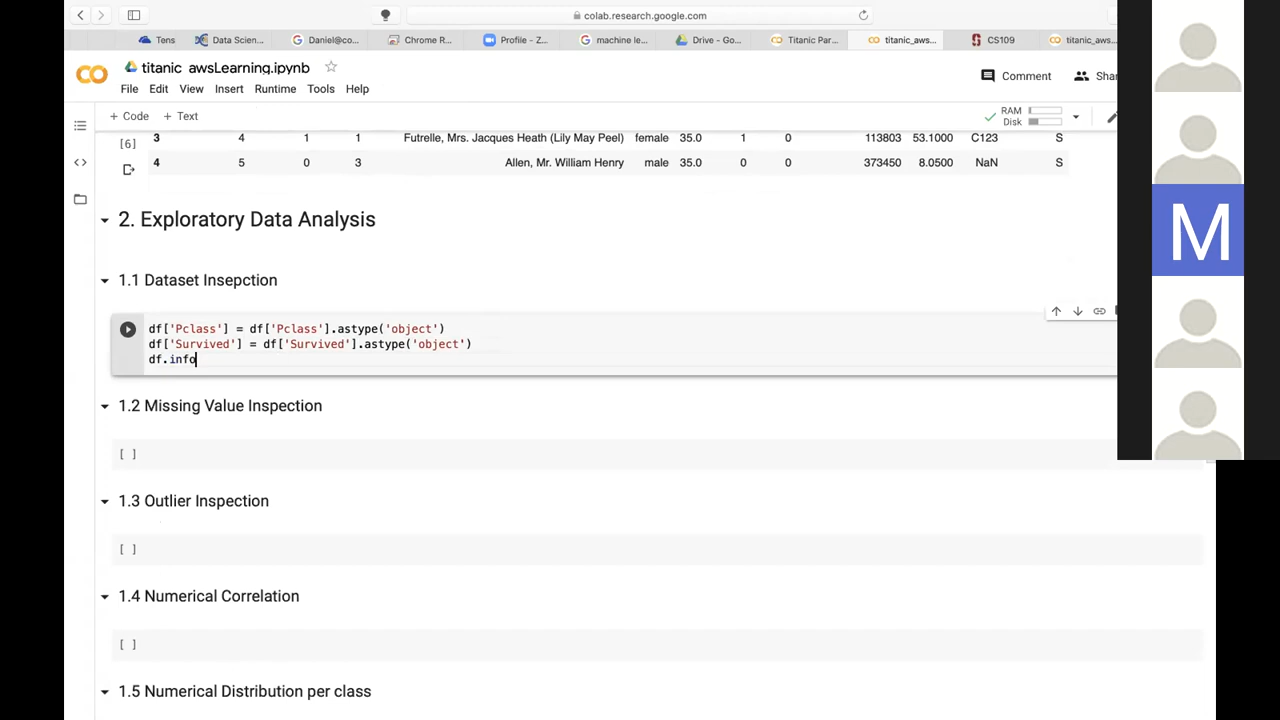 colab.research.google.com
Tens
Data Scien...
Daniel@co...
Chrome R...
Profile - Z...
machine le...
Drive - Go...
Titanic Par...
titanic_aws...
CS109
titanic_aws...
titanic_awsLearning.ipynb
File Edit View Insert Runtime Tools Help
Comment
Shar
+ Code + Text
RAM
Disk
[6]
3 4 1 1 Futrelle, Mrs. Jacques Heath (Lily May Peel) female 35.0 1 0 113803 53.1000 C123 S
4 5 0 3 Allen, Mr. William Henry male 35.0 0 0 373450 8.0500 NaN S
2. Exploratory Data Analysis
1.1 Dataset Insepction
df['Pclass'] = df['Pclass'].astype('object')
df['Survived'] = df['Survived'].astype('object')
df.info
1.2 Missing Value Inspection
[ ]
1.3 Outlier Inspection
[ ]
1.4 Numerical Correlation
[ ]
1.5 Numerical Distribution per class
M